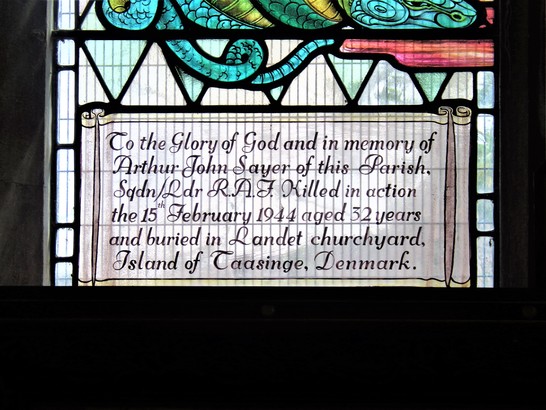 To the Glory of God and in memory of
Arthur John Sayer of this Parish,
Sqdn/Ldr R.A.F. Killed in action
the 15th February 1944 aged 32 years
and buried in Landet churchyard,
Island of Taasinge, Denmark.